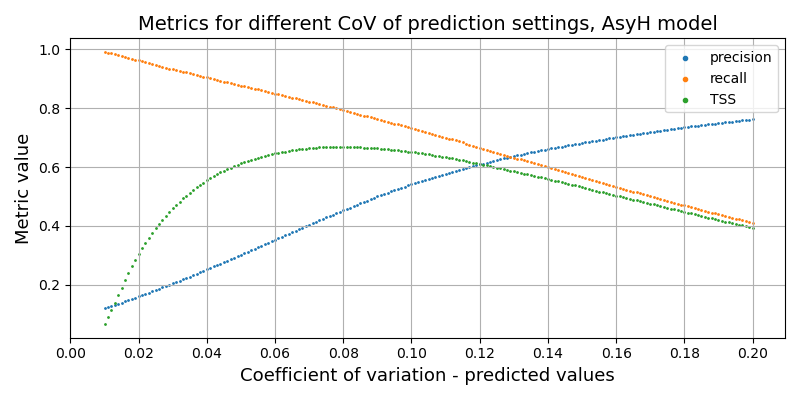 Metrics for different CoV of prediction settings, AsyH model
precision
recall
TSS
Metric value
1.0
0.8
0.6
0.4
0.2
0.00 0.02 0.04 0.06 0.08 0.10 0.12 0.14 0.16 0.18 0.20
Coefficient of variation - predicted values